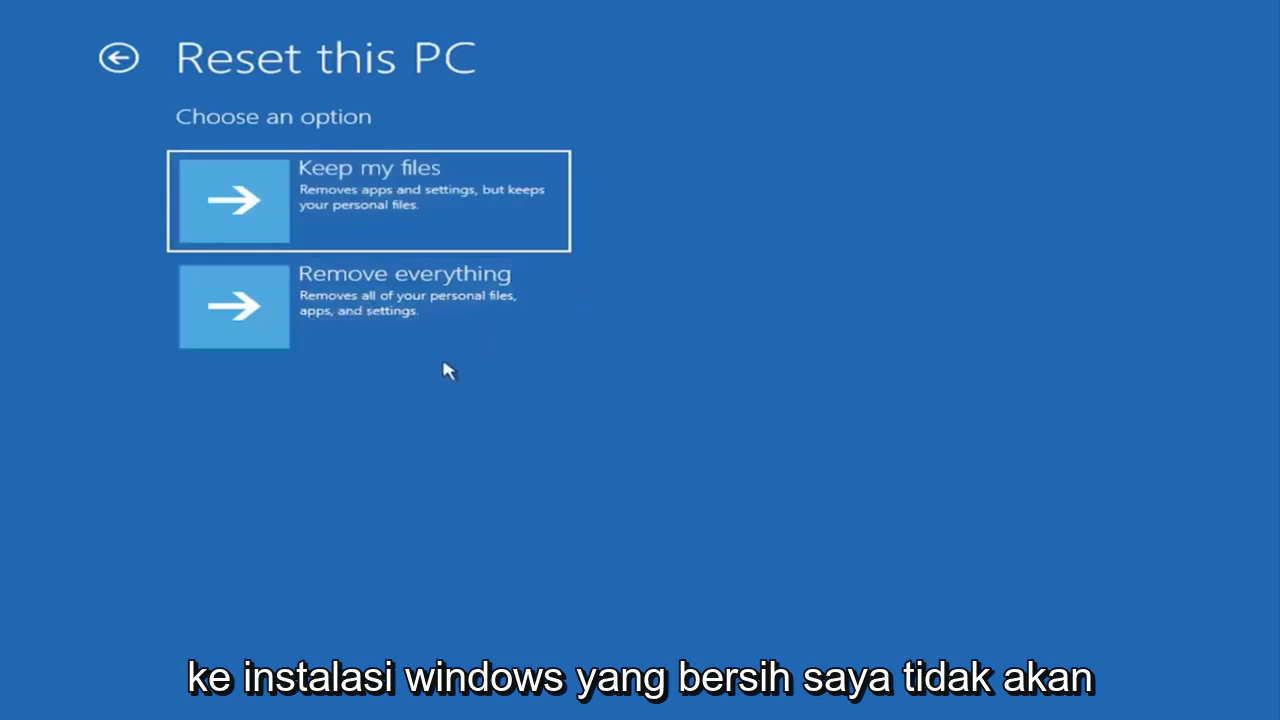 Reset this PC
Choose an option
Keep my files
Removes apps and settings, but keeps
your personal files.
Remove everything
Removes all of your personal files,
apps, and settings.
ke instalasi windows yang bersih saya tidak akan